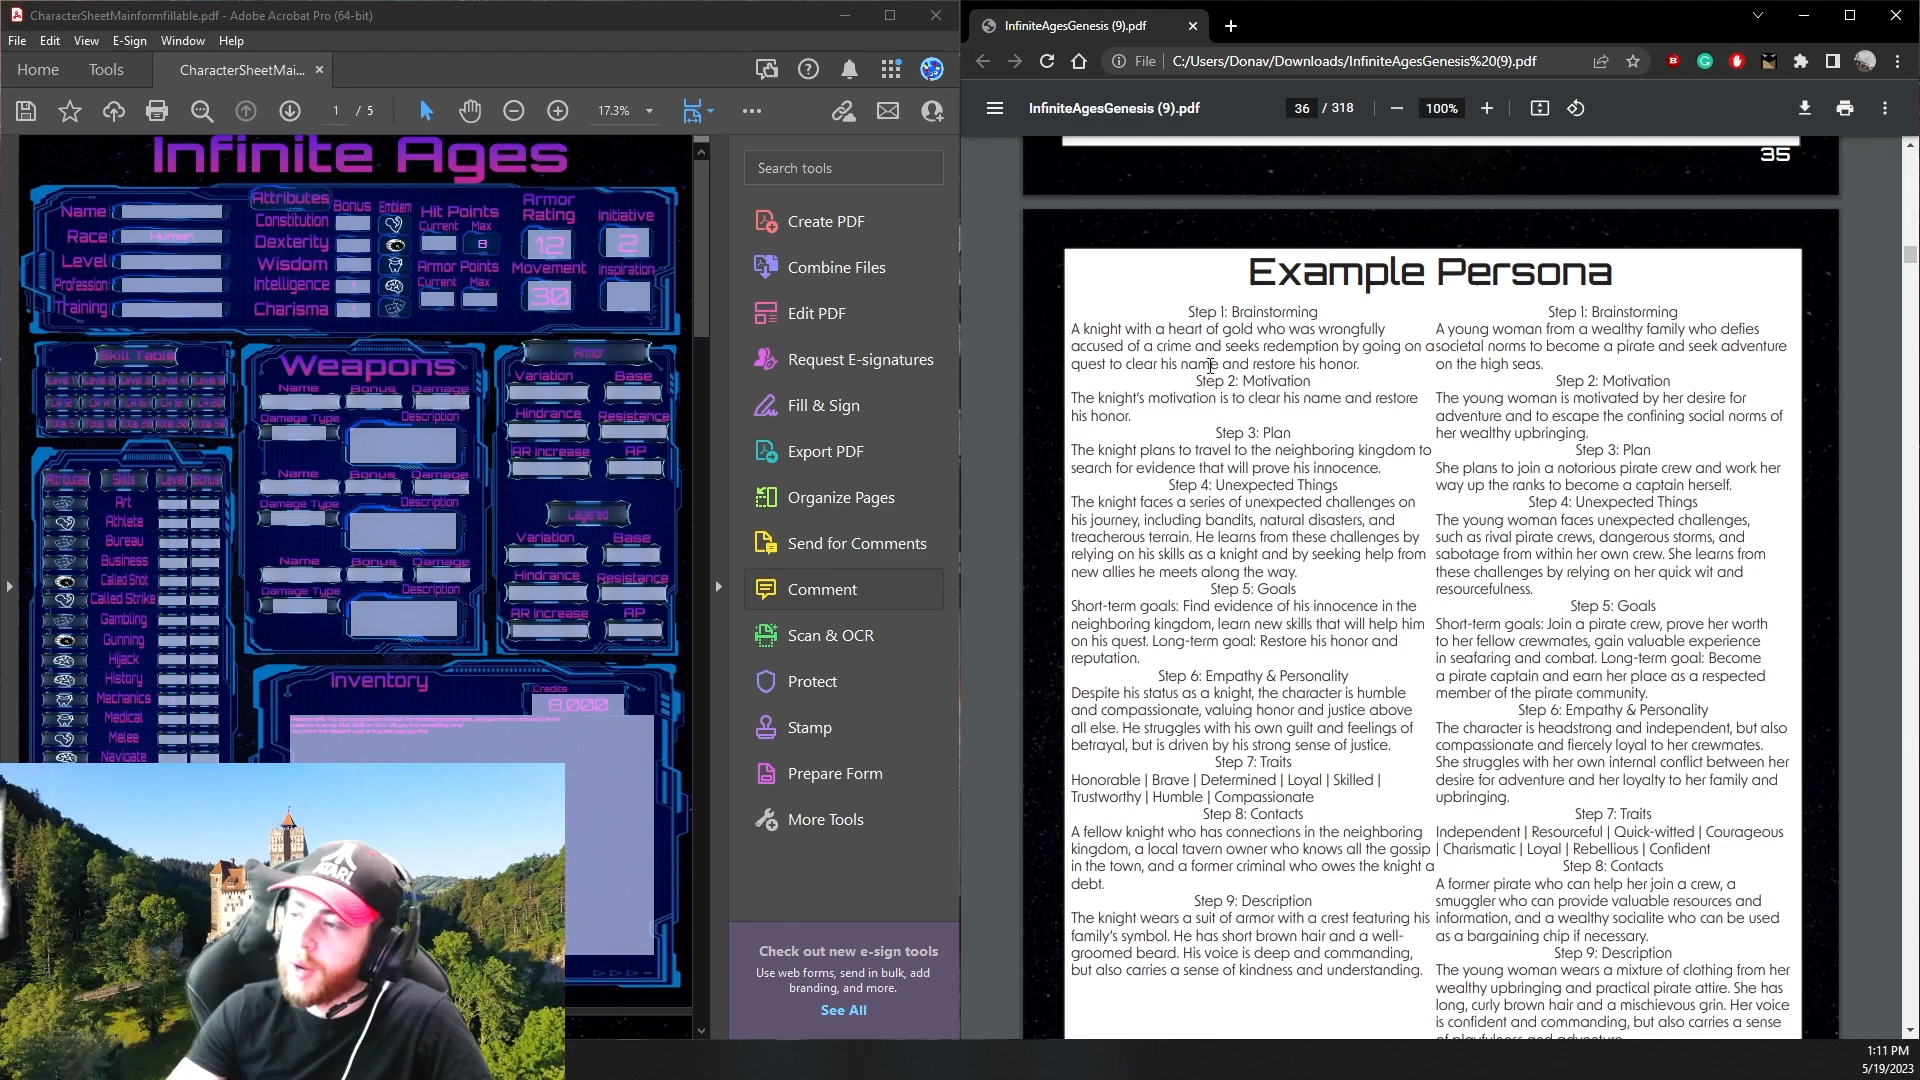 CharacterSheetMainformfillable.pdf - Adobe Acrobat Pro (64-bit)
File Edit View E-Sign Window Help
Home Tools CharacterSheetMai... ×
1 / 5 17.3%
Infinite Ages
Name
Race Human
Level
Profession
Training
Attributes Bonus Emblem
Constitution
Dexterity
Wisdom
Intelligence
Charisma
Hit Points
Current Max
8
Armor Points
Current Max
Armor Rating
12
Movement
30
Initiative
2
Inspiration
Skill Table
Weapons
Name Bonus Damage
Damage Type Description
Name Bonus Damage
Damage Type Description
Name Bonus Damage
Damage Type Description
Armor
Variation Base
Hindrance Resistance
AR Increase AP
Layered
Variation Base
Hindrance Resistance
AR Increase AP
Attributes Skills Level Bonus
Art
Athlete
Bureau
Business
Called Shot
Called Strike
Gambling
Gunning
Hijack
History
Mechanics
Medical
Melee
Navigate
Inventory
Credits
8,000
ATARI
Search tools
Create PDF
Combine Files
Edit PDF
Request E-signatures
Fill & Sign
Export PDF
Organize Pages
Send for Comments
Comment
Scan & OCR
Protect
Stamp
Prepare Form
More Tools
Check out new e-sign tools
Use web forms, send in bulk, add
branding, and more.
See All
InfiniteAgesGenesis (9).pdf
File C:/Users/Donav/Downloads/InfiniteAgesGenesis%20(9).pdf
InfiniteAgesGenesis (9).pdf 36 / 318 100%
35
Example Persona
Step 1: Brainstorming
A knight with a heart of gold who was wrongfully
accused of a crime and seeks redemption by going on a
quest to clear his name and restore his honor.
Step 2: Motivation
The knight's motivation is to clear his name and restore
his honor.
Step 3: Plan
The knight plans to travel to the neighboring kingdom to
search for evidence that will prove his innocence.
Step 4: Unexpected Things
The knight faces a series of unexpected challenges on
his journey, including bandits, natural disasters, and
treacherous terrain. He learns from these challenges by
relying on his skills as a knight and by seeking help from
new allies he meets along the way.
Step 5: Goals
Short-term goals: Find evidence of his innocence in the
neighboring kingdom, learn new skills that will help him
on his quest. Long-term goal: Restore his honor and
reputation.
Step 6: Empathy & Personality
Despite his status as a knight, the character is humble
and compassionate, valuing honor and justice above
all else. He struggles with his own guilt and feelings of
betrayal, but is driven by his strong sense of justice.
Step 7: Traits
Honorable | Brave | Determined | Loyal | Skilled |
Trustworthy | Humble | Compassionate
Step 8: Contacts
A fellow knight who has connections in the neighboring
kingdom, a local tavern owner who knows all the gossip
in the town, and a former criminal who owes the knight a
debt.
Step 9: Description
The knight wears a suit of armor with a crest featuring his
family's symbol. He has short brown hair and a well-
groomed beard. His voice is deep and commanding,
but also carries a sense of kindness and understanding.
Step 1: Brainstorming
A young woman from a wealthy family who defies
societal norms to become a pirate and seek adventure
on the high seas.
Step 2: Motivation
The young woman is motivated by her desire for
adventure and to escape the confining social norms of
her wealthy upbringing.
Step 3: Plan
She plans to join a notorious pirate crew and work her
way up the ranks to become a captain herself.
Step 4: Unexpected Things
The young woman faces unexpected challenges,
such as rival pirate crews, dangerous storms, and
sabotage from within her own crew. She learns from
these challenges by relying on her quick wit and
resourcefulness.
Step 5: Goals
Short-term goals: Join a pirate crew, prove her worth
to her fellow crewmates, gain valuable experience
in seafaring and combat. Long-term goal: Become
a pirate captain and earn her place as a respected
member of the pirate community.
Step 6: Empathy & Personality
The character is headstrong and independent, but also
compassionate and fiercely loyal to her crewmates.
She struggles with her own internal conflict between her
desire for adventure and her loyalty to her family and
upbringing.
Step 7: Traits
Independent | Resourceful | Quick-witted | Courageous
| Charismatic | Loyal | Rebellious | Confident
Step 8: Contacts
A former pirate who can help her join a crew, a
smuggler who can provide valuable resources and
information, and a wealthy socialite who can be used
as a bargaining chip if necessary.
Step 9: Description
The young woman wears a mixture of clothing from her
wealthy upbringing and practical pirate attire. She has
long, curly brown hair and a mischievous grin. Her voice
is confident and commanding, but also carries a sense
of playfulness and adventure.
1:11 PM
5/19/2023